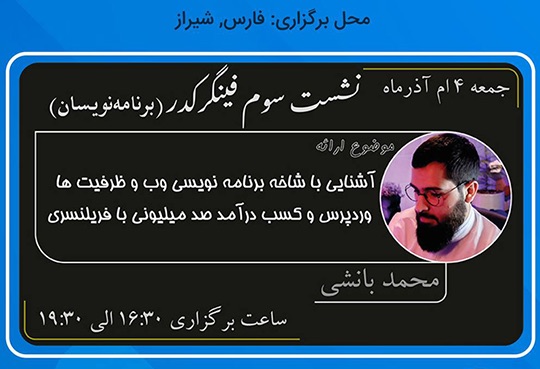 محل برگزاری: فارس, شیراز
جمعه ۴ ام آذرماه
نشست سوم فینگرکدر (برنامه‌نویسان)
موضوع ارائه
آشنایی با شاخه برنامه نویسی وب و ظرفیت ها
وردپرس و کسب درآمد صد میلیونی با فریلنسری
محمد بانشی
ساعت برگزاری ۱۶:۳۰ الی ۱۹:۳۰